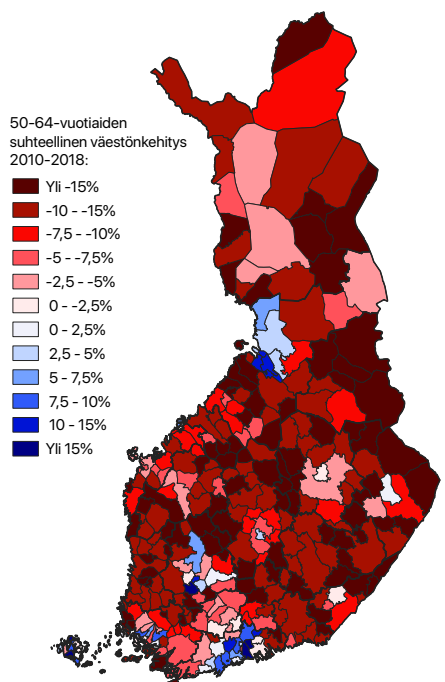 50-64-vuotiaiden
suhteellinen väestönkehitys
2010-2018:
Yli -15%
-10 - -15%
-7,5 - -10%
-5 - -7,5%
-2,5 - -5%
0 - -2,5%
0 - 2,5%
2,5 - 5%
5 - 7,5%
7,5 - 10%
10 - 15%
Yli 15%